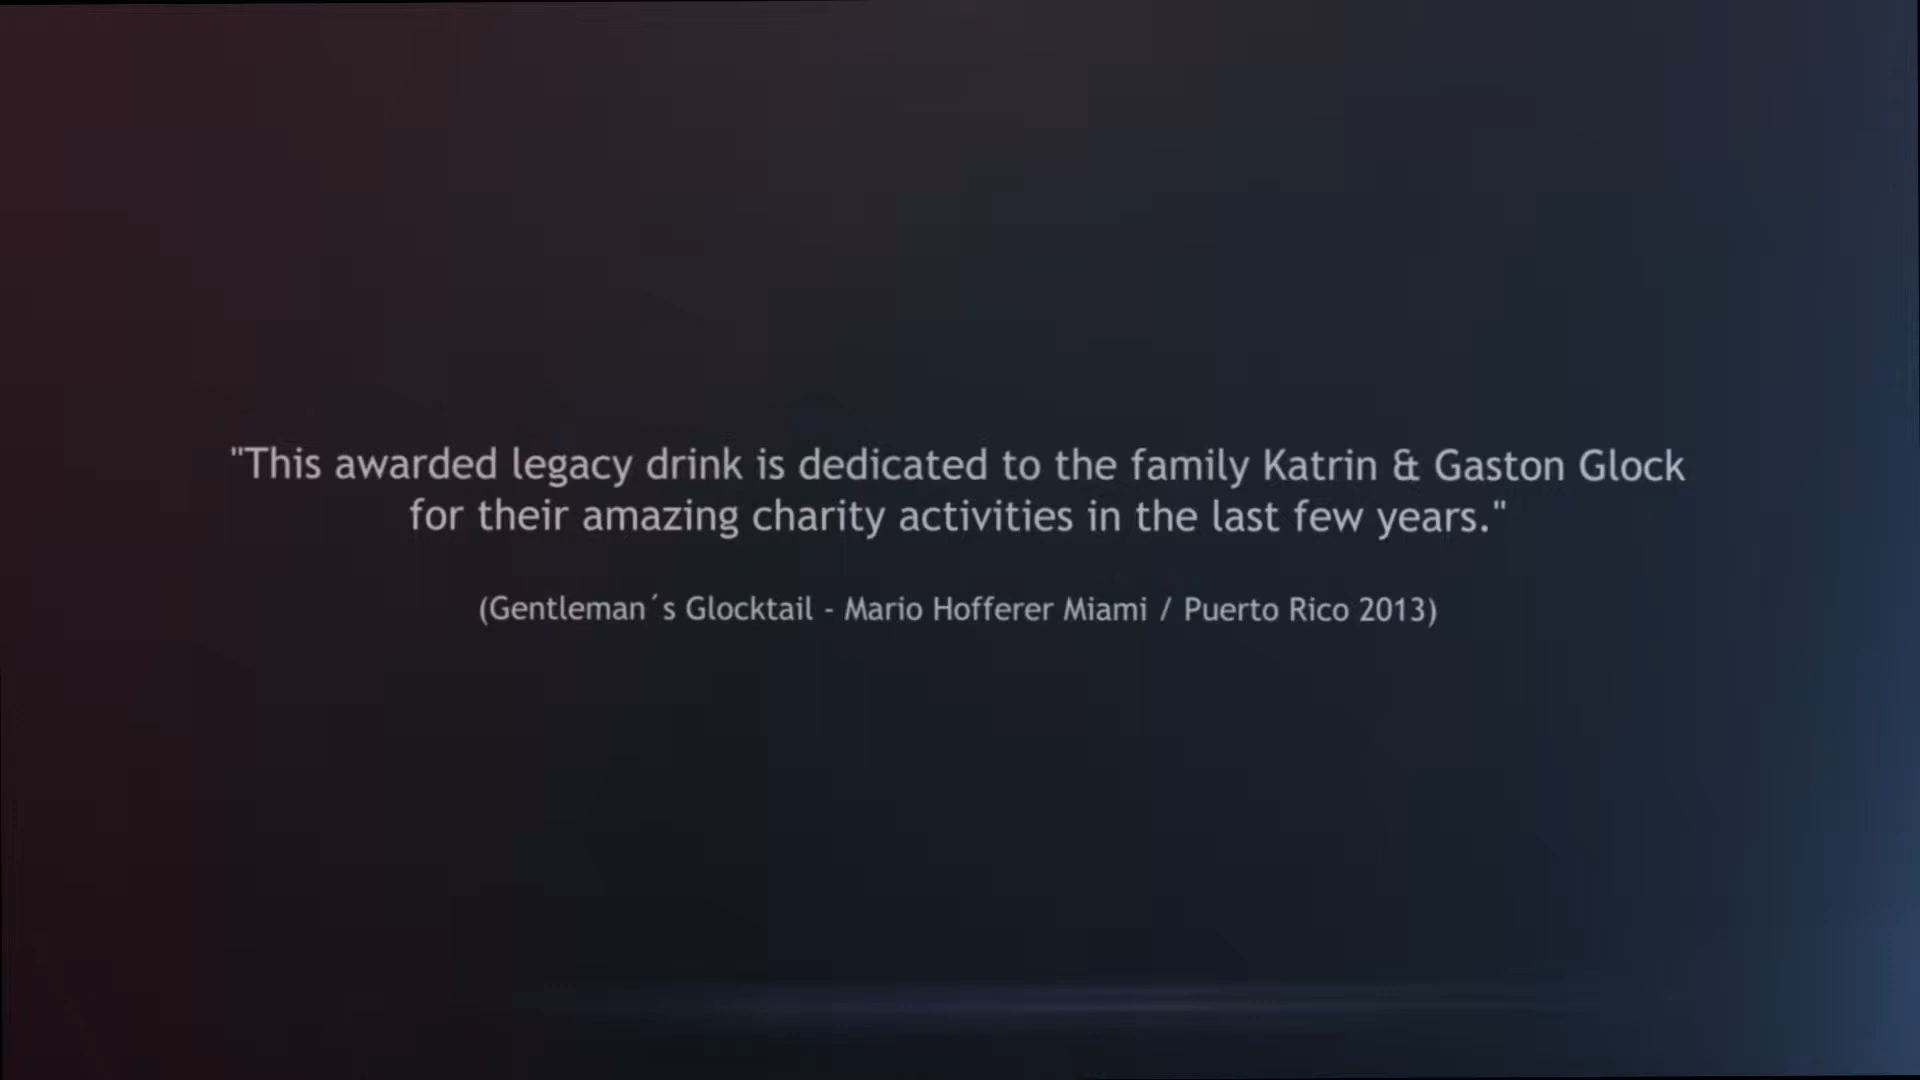 "This awarded legacy drink is dedicated to the family Katrin & Gaston Glock
for their amazing charity activities in the last few years."
(Gentleman´s Glocktail - Mario Hofferer Miami / Puerto Rico 2013)